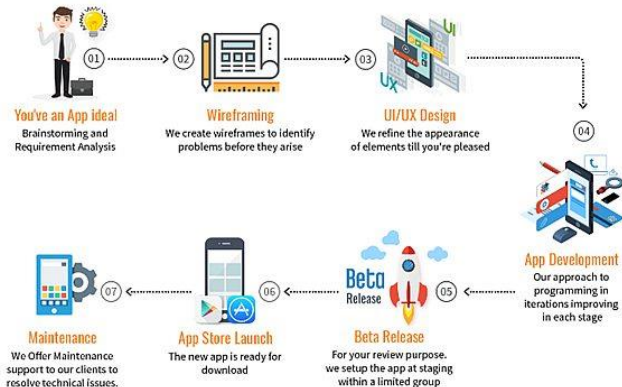 01
You've an App ideal
Brainstorming and
Requirement Analysis
02
Wireframing
We create wireframes to identify
problems before they arise
03
UI
UX
UI/UX Design
We refine the appearance
of elements till you're pleased
04
App Development
Our approach to
programming in
iterations improving
in each stage
05
Beta
Release
Beta Release
For your review purpose.
we setup the app at staging
within a limited group
06
App Store Launch
The new app is ready for
download
07
Maintenance
We Offer Maintenance
support to our clients to
resolve technical issues.